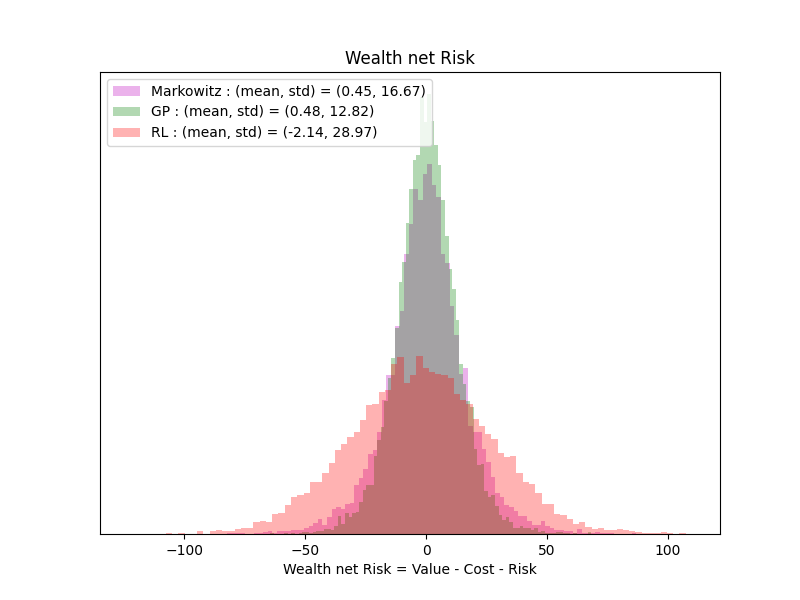 Wealth net Risk
Markowitz : (mean, std) = (0.45, 16.67)
GP : (mean, std) = (0.48, 12.82)
RL : (mean, std) = (-2.14, 28.97)
−100 −50 0 50 100
Wealth net Risk = Value - Cost - Risk